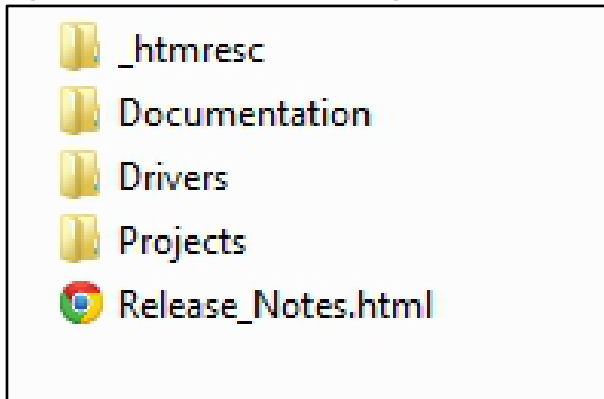 _htmresc
Documentation
Drivers
Projects
Release_Notes.html